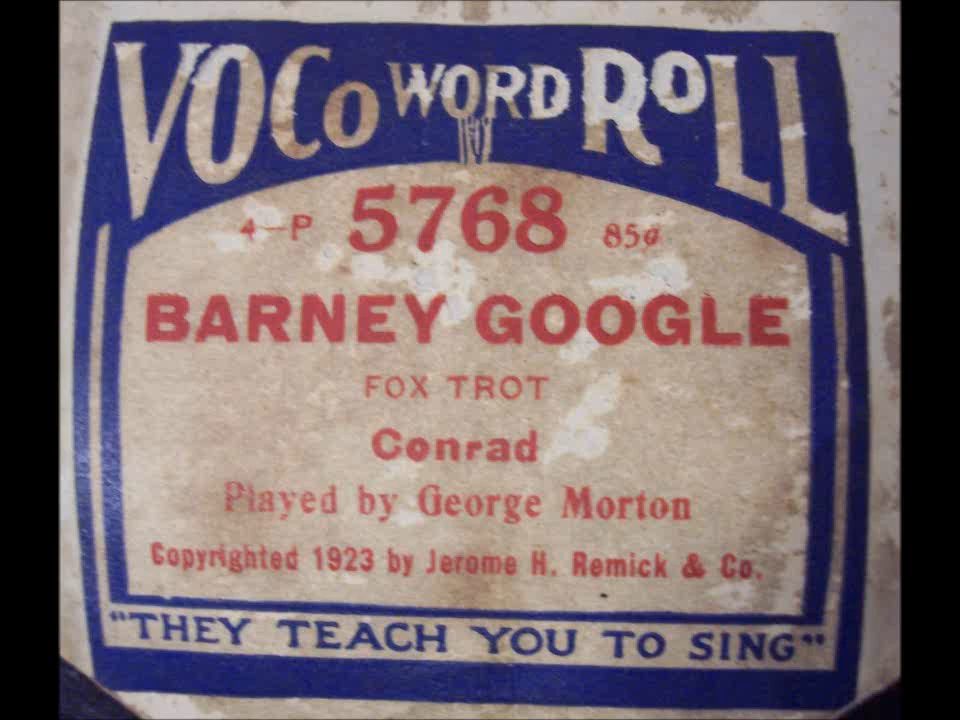 VOCO WORD ROLL
4-P 5768 85¢
BARNEY GOOGLE
FOX TROT
Conrad
Played by George Morton
Copyrighted 1923 by Jerome H. Remick & Co.
"THEY TEACH YOU TO SING"